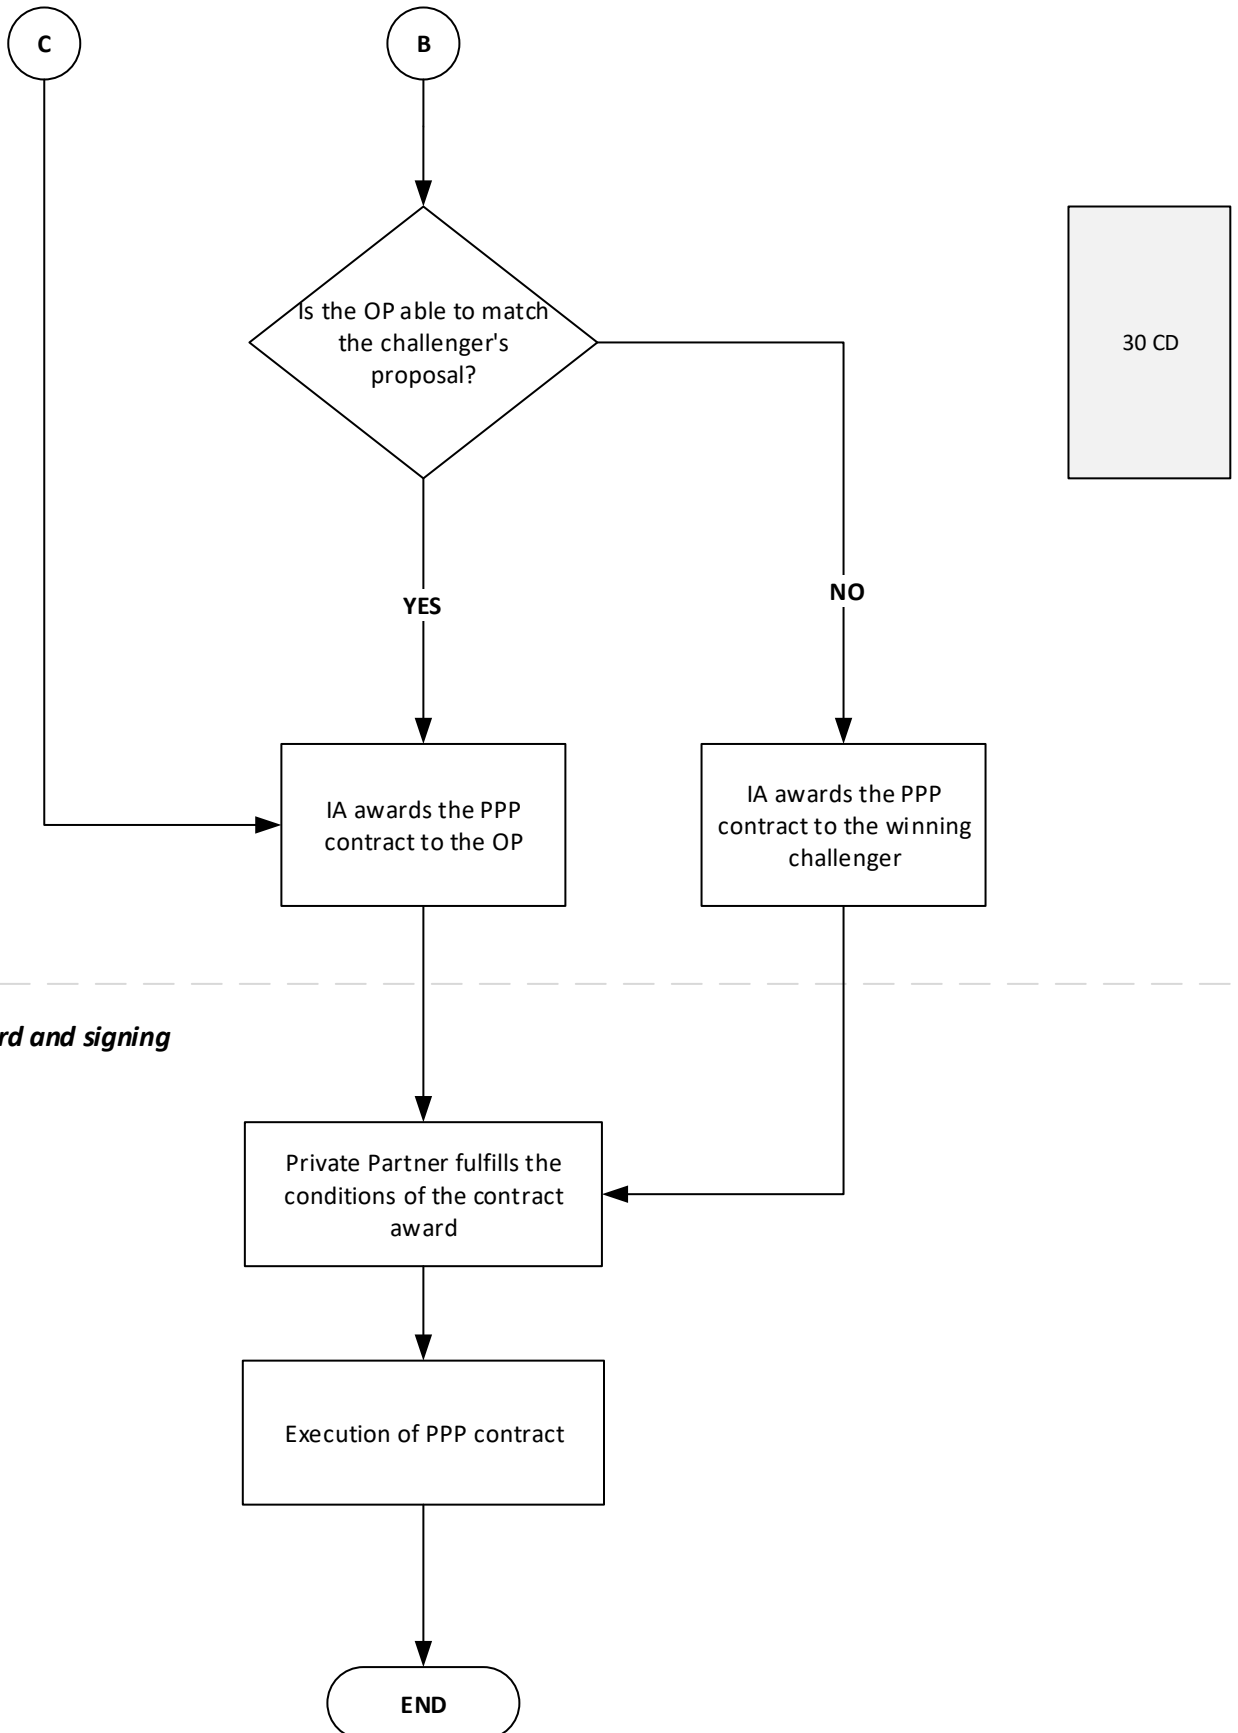 C
B
Is the OP able to match
the challenger's
proposal?
30 CD
YES
NO
IA awards the PPP
contract to the OP
IA awards the PPP
contract to the winning
challenger
rd and signing
Private Partner fulfills the
conditions of the contract
award
Execution of PPP contract
END